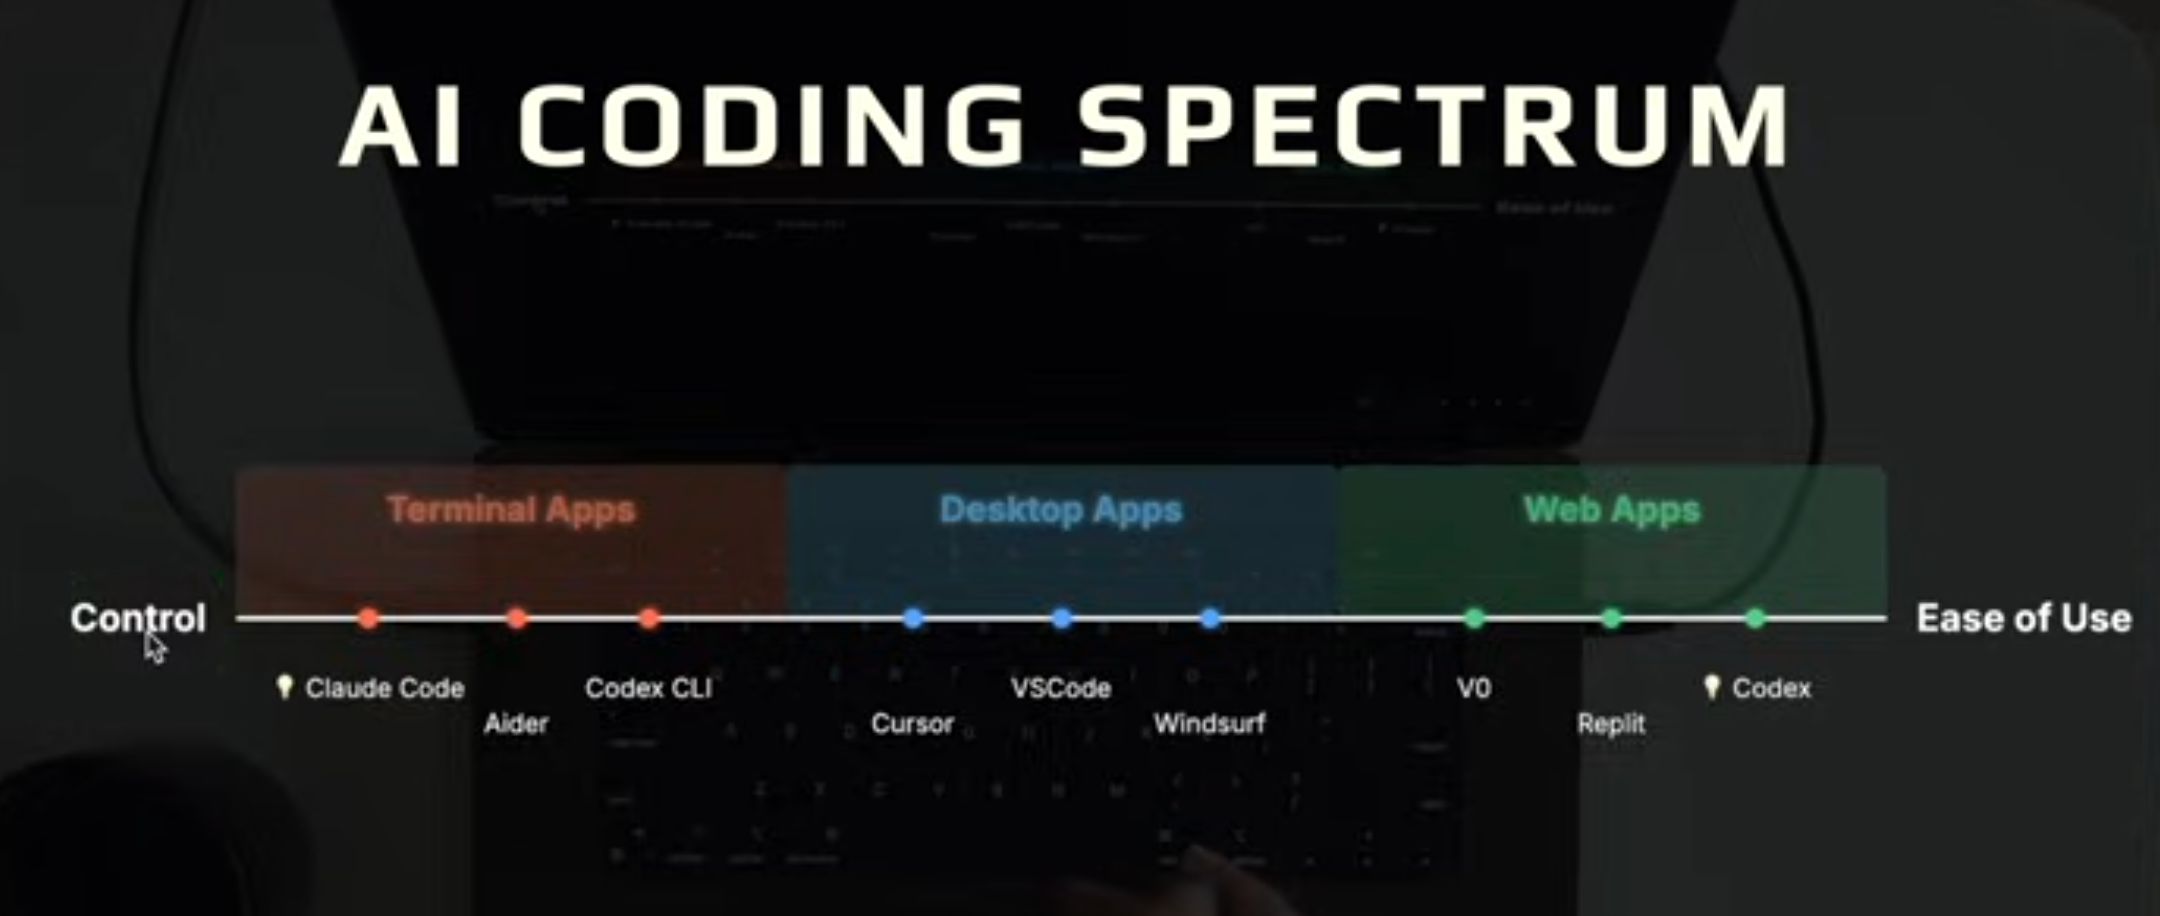 AI CODING SPECTRUM
Terminal Apps
Desktop Apps
Web Apps
Control
Ease of Use
Claude Code
Aider
Codex CLI
Cursor
VSCode
Windsurf
V0
Replit
Codex